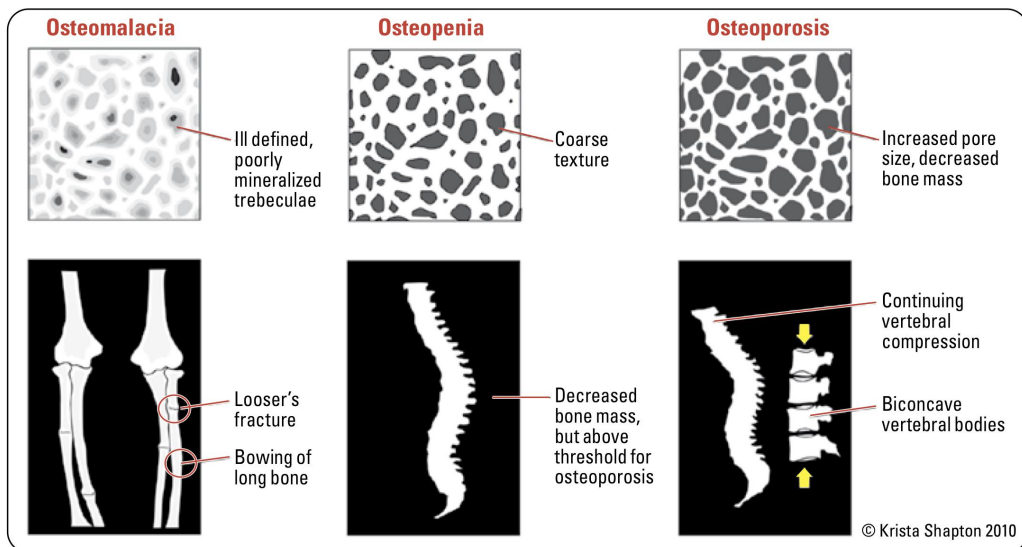 Osteomalacia
Osteopenia
Osteoporosis
Ill defined,
poorly
mineralized
trebeculae
Coarse
texture
Increased pore
size, decreased
bone mass
Looser's
fracture
Bowing of
long bone
Decreased
bone mass,
but above
threshold for
osteoporosis
Continuing
vertebral
compression
Biconcave
vertebral bodies
© Krista Shapton 2010